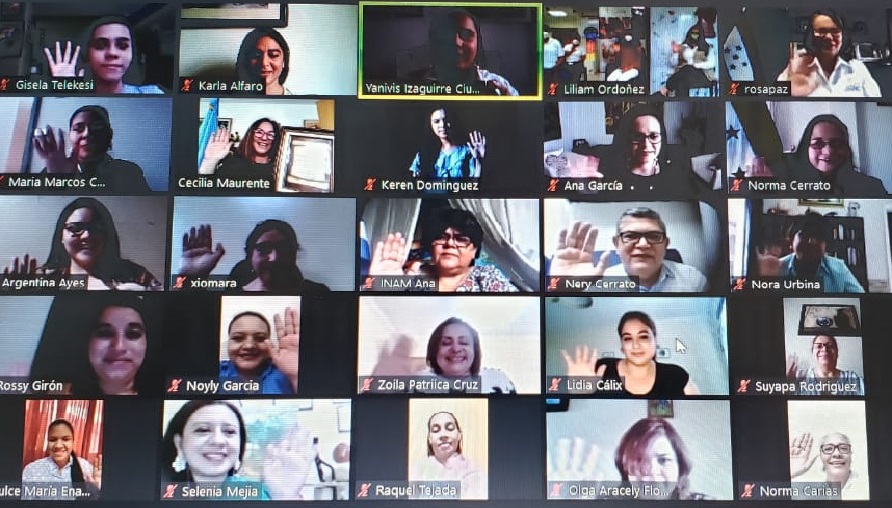 Gisela Telekesi
Karla Alfaro
Yanivis Izaguirre Ciu...
Liliam Ordoñez
rosapaz
Maria Marcos C...
Cecilia Maurente
Keren Dominguez
Ana García
Norma Cerrato
Argentina Ayes
xiomara
INAM Ana
Nery Cerrato
Nora Urbina
Rossy Girón
Noyly Garcia
Zoila Patriica Cruz
Lidia Cálix
Suyapa Rodriguez
ulce María Ena...
Selenia Mejia
Raquel Tejada
Olga Aracely Flo...
Norma Carias